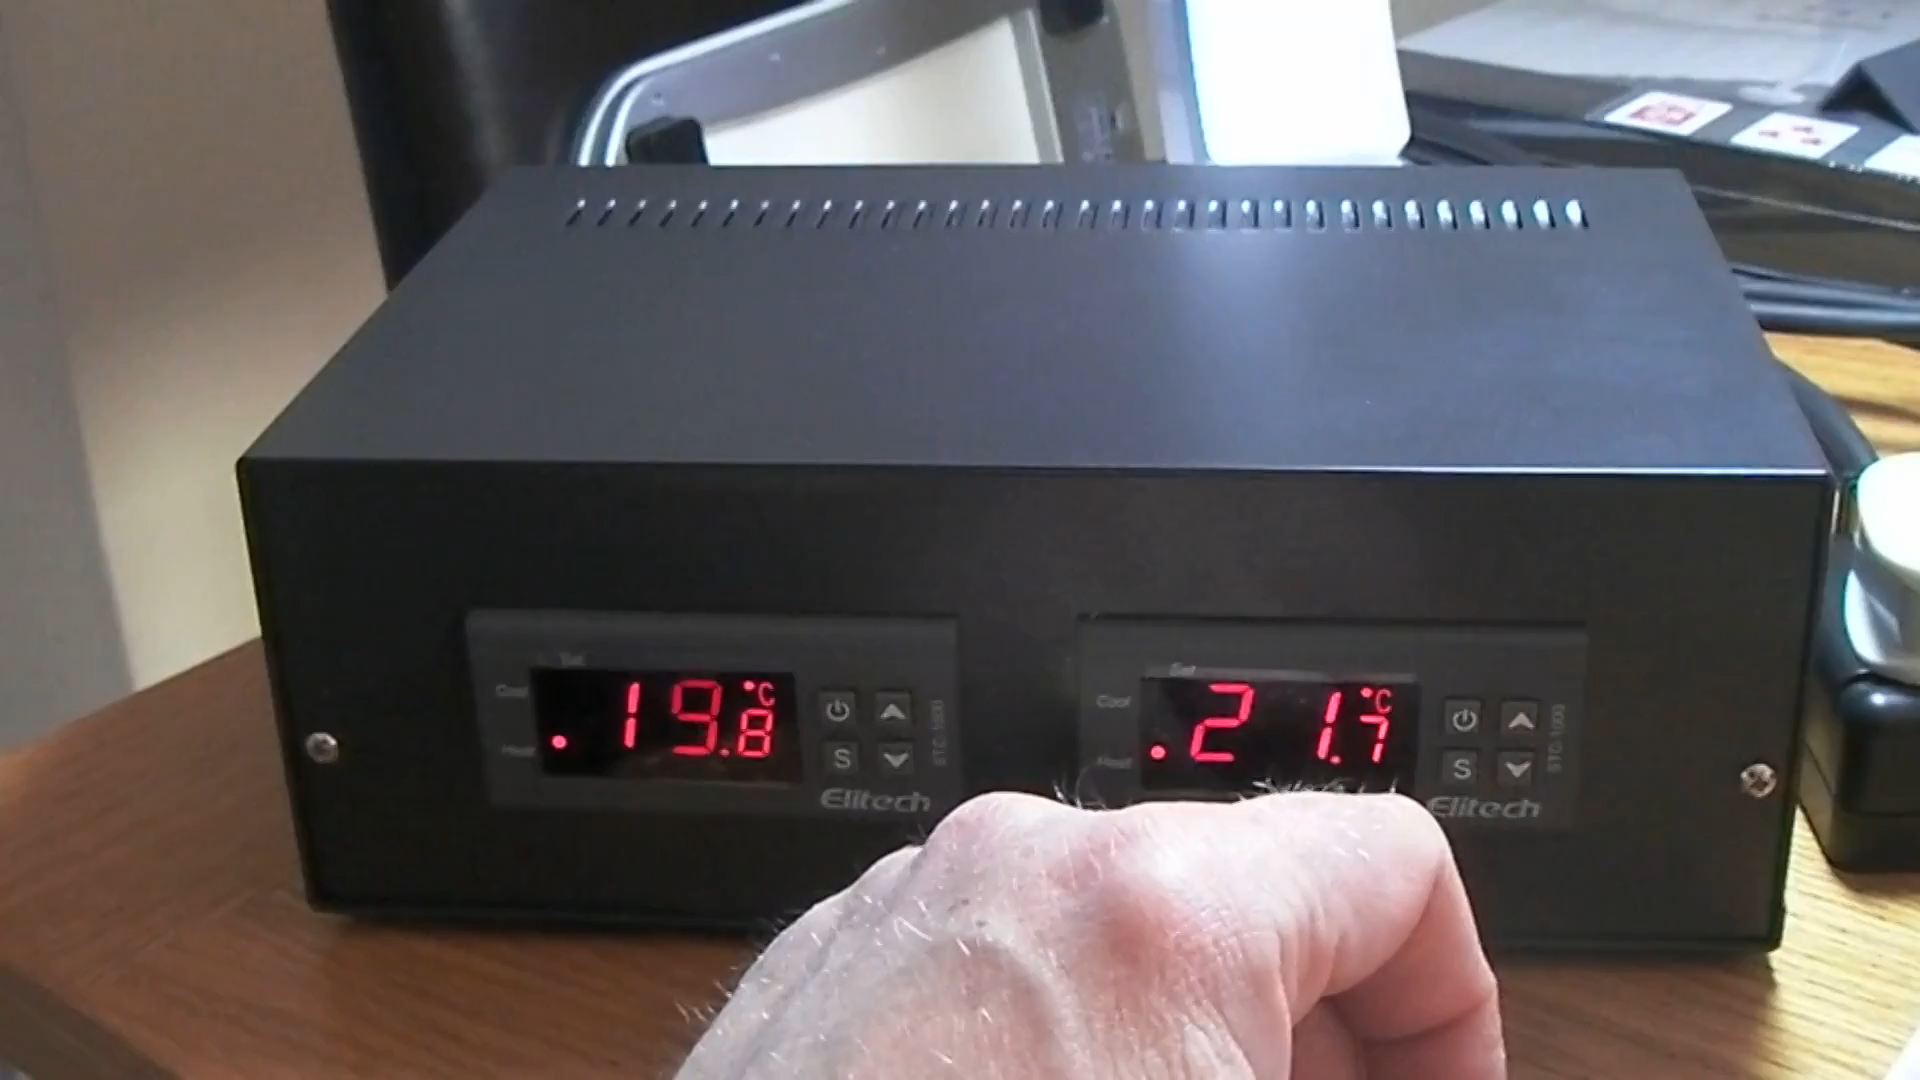 Set
Cool
19.8 °C
Heat
S
STC-1000
Elitech
Set
Cool
21.7 °C
Heat
S
STC-1000
Elitech